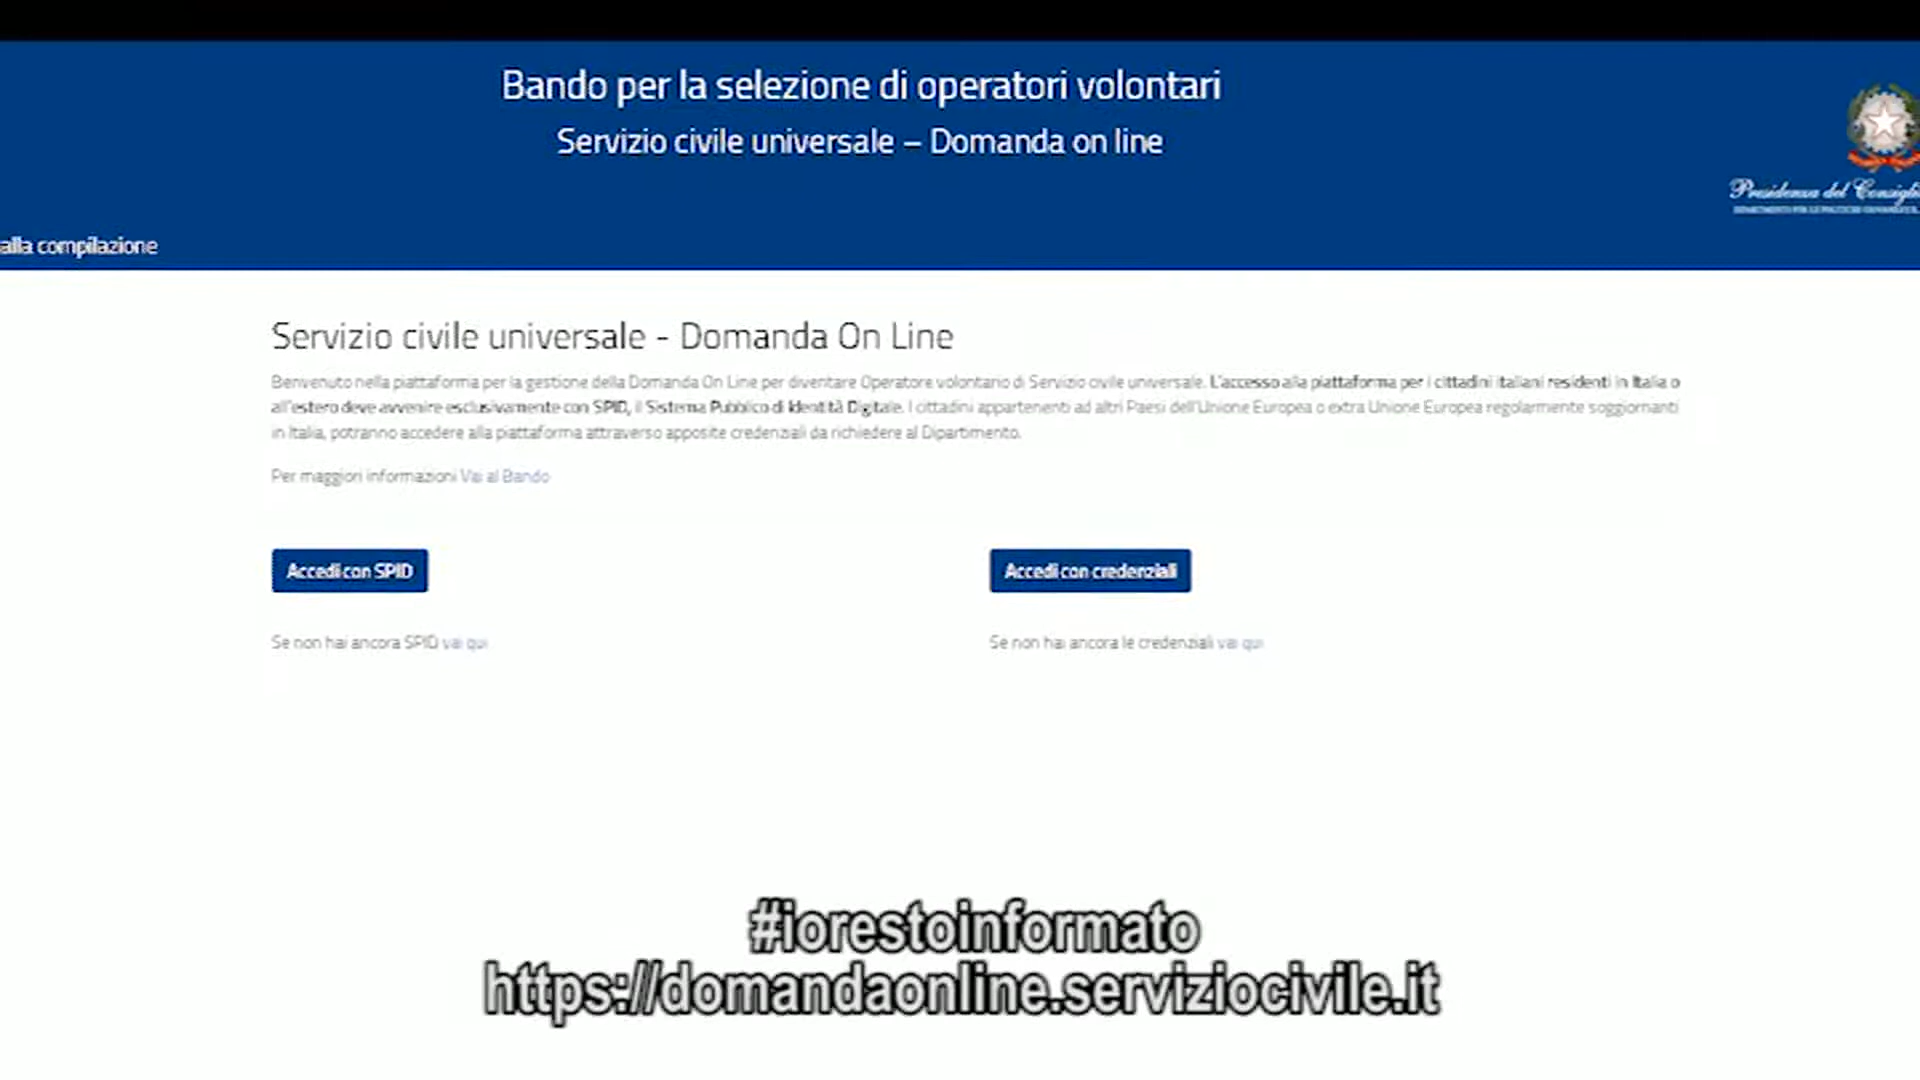 Bando per la selezione di operatori volontari
Servizio civile universale – Domanda on line
Presidenza del Consigli
alla compilazione
Servizio civile universale - Domanda On Line
Benvenuto nella piattaforma per la gestione della Domanda On Line per diventare Operatore volontario di Servizio civile universale. L'accesso alla piattaforma per i cittadini italiani residenti in Italia o
all'estero deve avvenire esclusivamente con SPID, il Sistema Pubblico di Identità Digitale. I cittadini appartenenti ad altri Paesi dell'Unione Europea o extra Unione Europea regolarmente soggiornanti
in Italia, potranno accedere alla piattaforma attraverso apposite credenziali da richiedere al Dipartimento.
Per maggiori informazioni Vai al Bando
Accedi con SPID
Accedi con credenziali
Se non hai ancora SPID vai qui
Se non hai ancora le credenziali vai qui
#iorestoinformato
https://domandaonline.serviziocivile.it